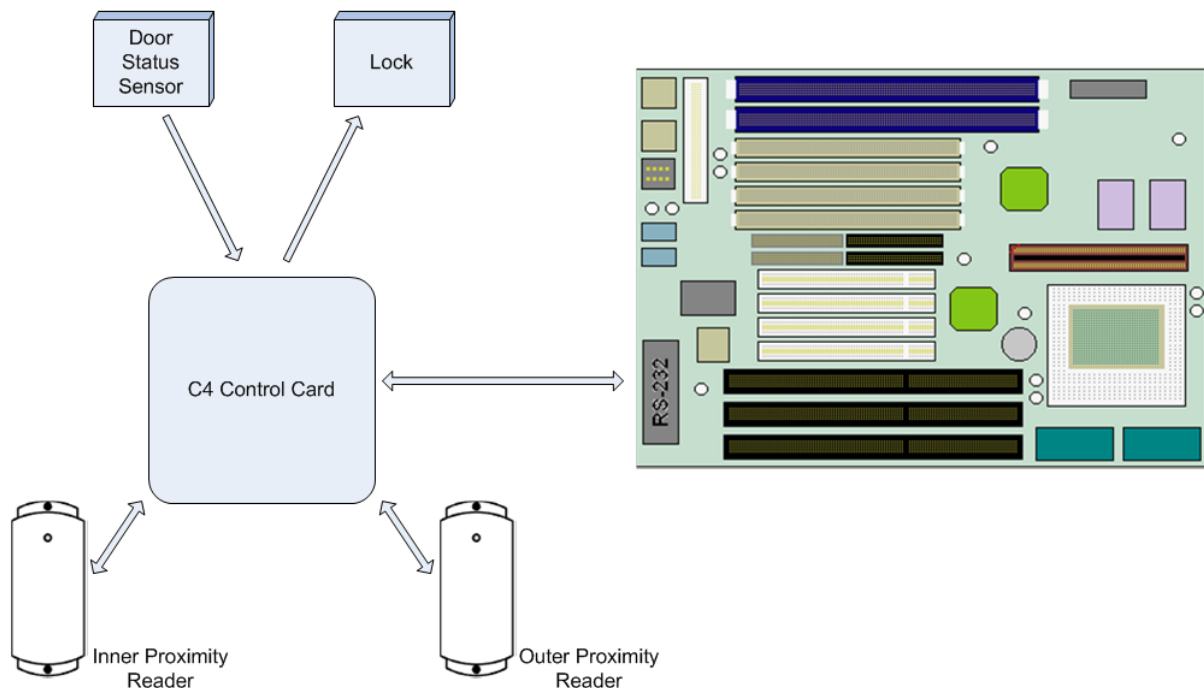 Door
Status
Sensor
Lock
C4 Control Card
RS-232
Inner Proximity
Reader
Outer Proximity
Reader